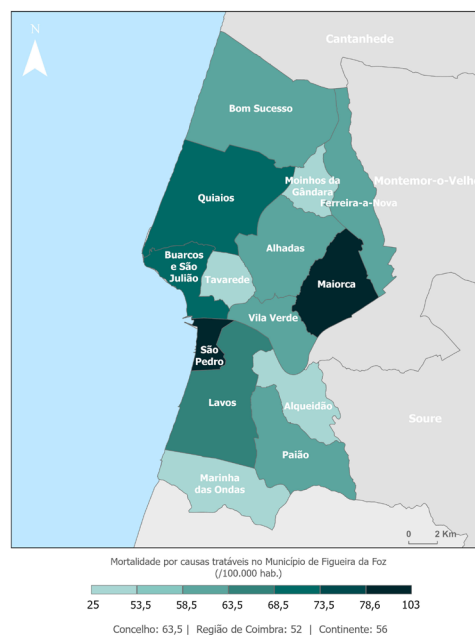 Cantanhede
N
Bom Sucesso
Moinhos da
Gândara
Montemor-o-Velh
Quiaios
Ferreira-a-Nova
Alhadas
Buarcos
e São
Julião
Tavarede
Maiorca
Vila Verde
São
Pedro
Lavos
Alqueidão
Soure
Paião
Marinha
das Ondas
0 2 Km
Mortalidade por causas tratáveis no Município de Figueira da Foz
(/100.000 hab.)
25 53,5 58,5 63,5 68,5 73,5 78,6 103
Concelho: 63,5 | Região de Coimbra: 52 | Continente: 56